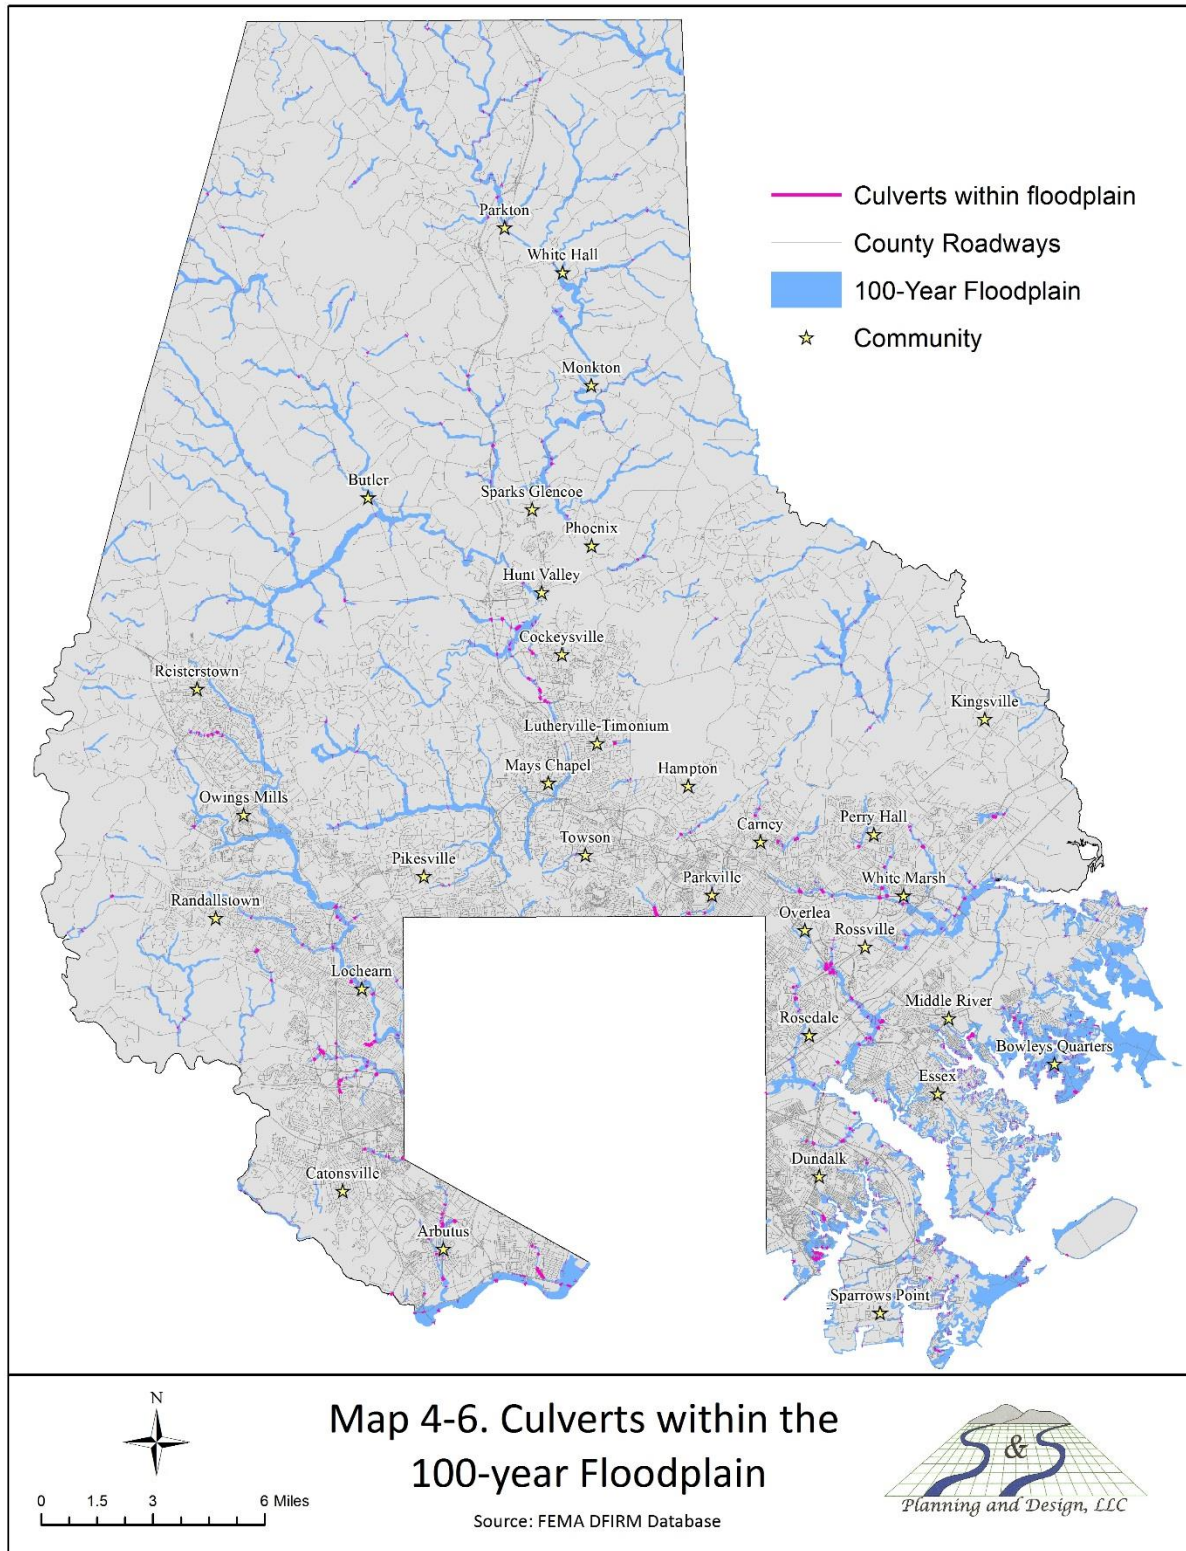 Culverts within floodplain
County Roadways
100-Year Floodplain
Community
Parkton
White Hall
Monkton
Butler
Sparks Glencoe
Phoenix
Hunt Valley
Cockeysville
Reisterstown
Kingsville
Lutherville-Timonium
Mays Chapel
Hampton
Owings Mills
Perry Hall
Carney
Towson
Pikesville
Parkville
White Marsh
Randallstown
Overlea
Rossville
Lochearn
Middle River
Rosedale
Bowleys Quarters
Essex
Dundalk
Catonsville
Arbutus
Sparrows Point
N
0 1.5 3 6 Miles
Map 4-6. Culverts within the
100-year Floodplain
Source: FEMA DFIRM Database
S & S
Planning and Design, LLC